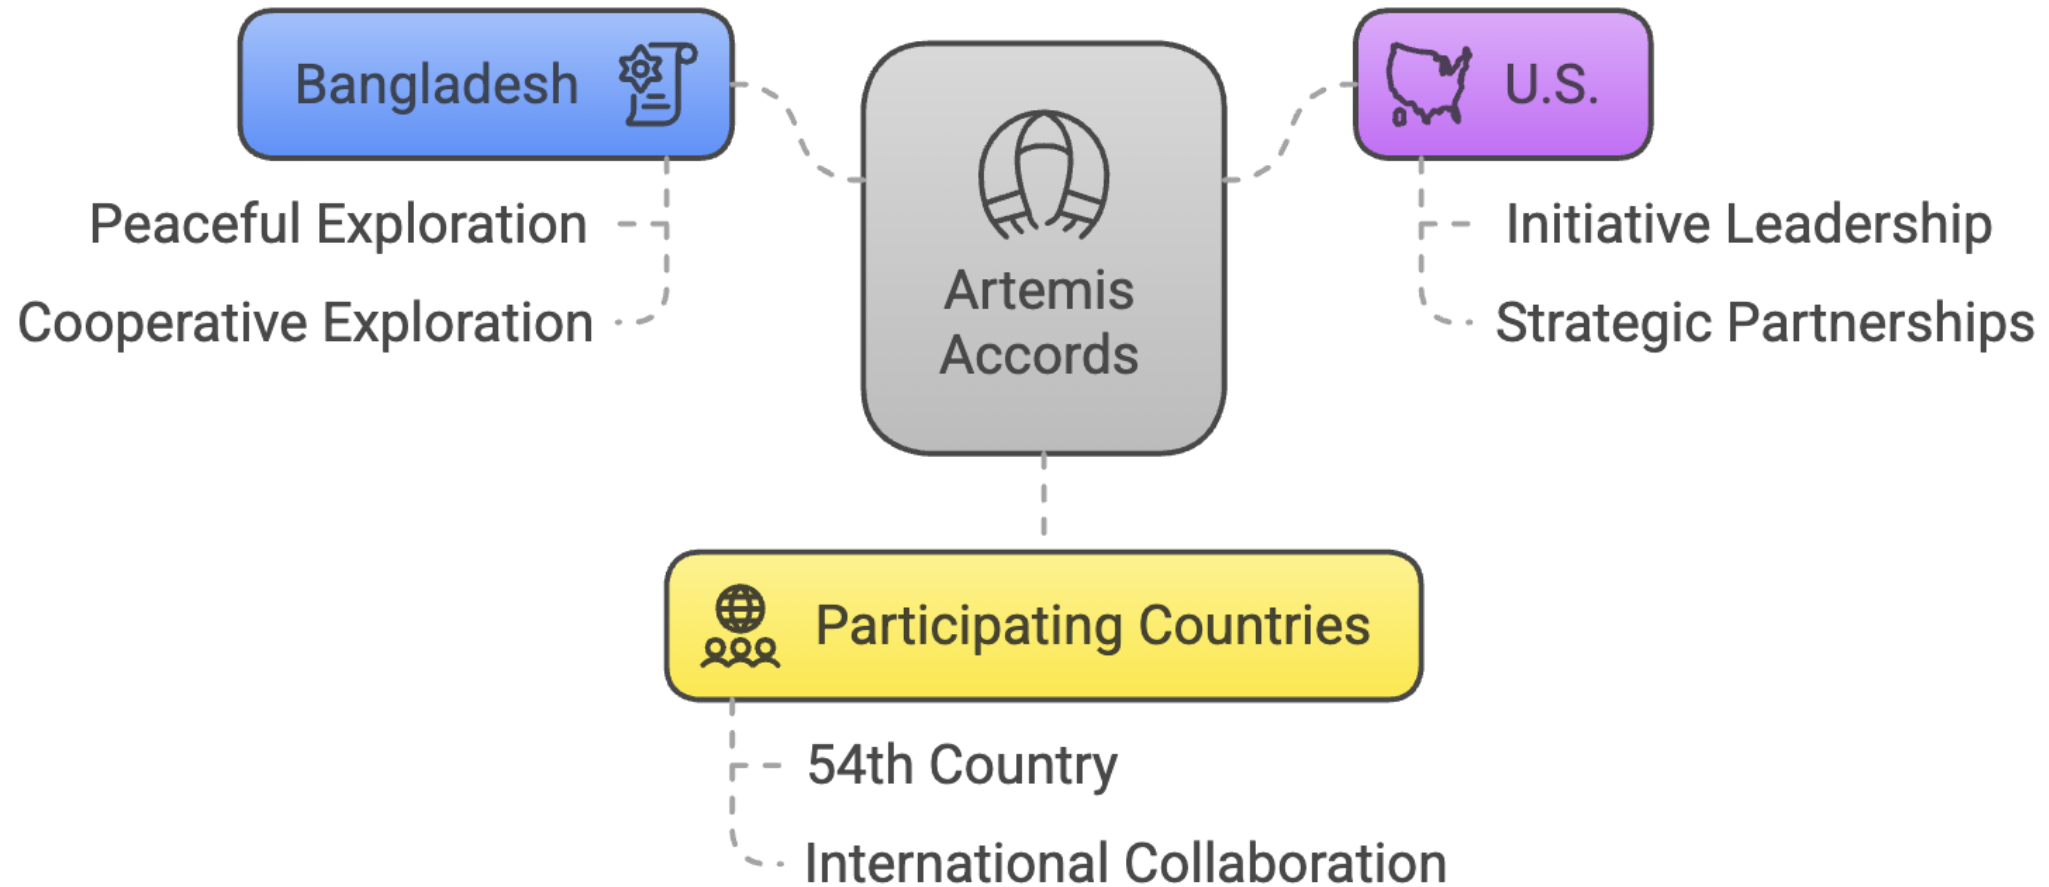 Bangladesh
Peaceful Exploration
Cooperative Exploration
Artemis
Accords
U.S.
Initiative Leadership
Strategic Partnerships
Participating Countries
54th Country
International Collaboration